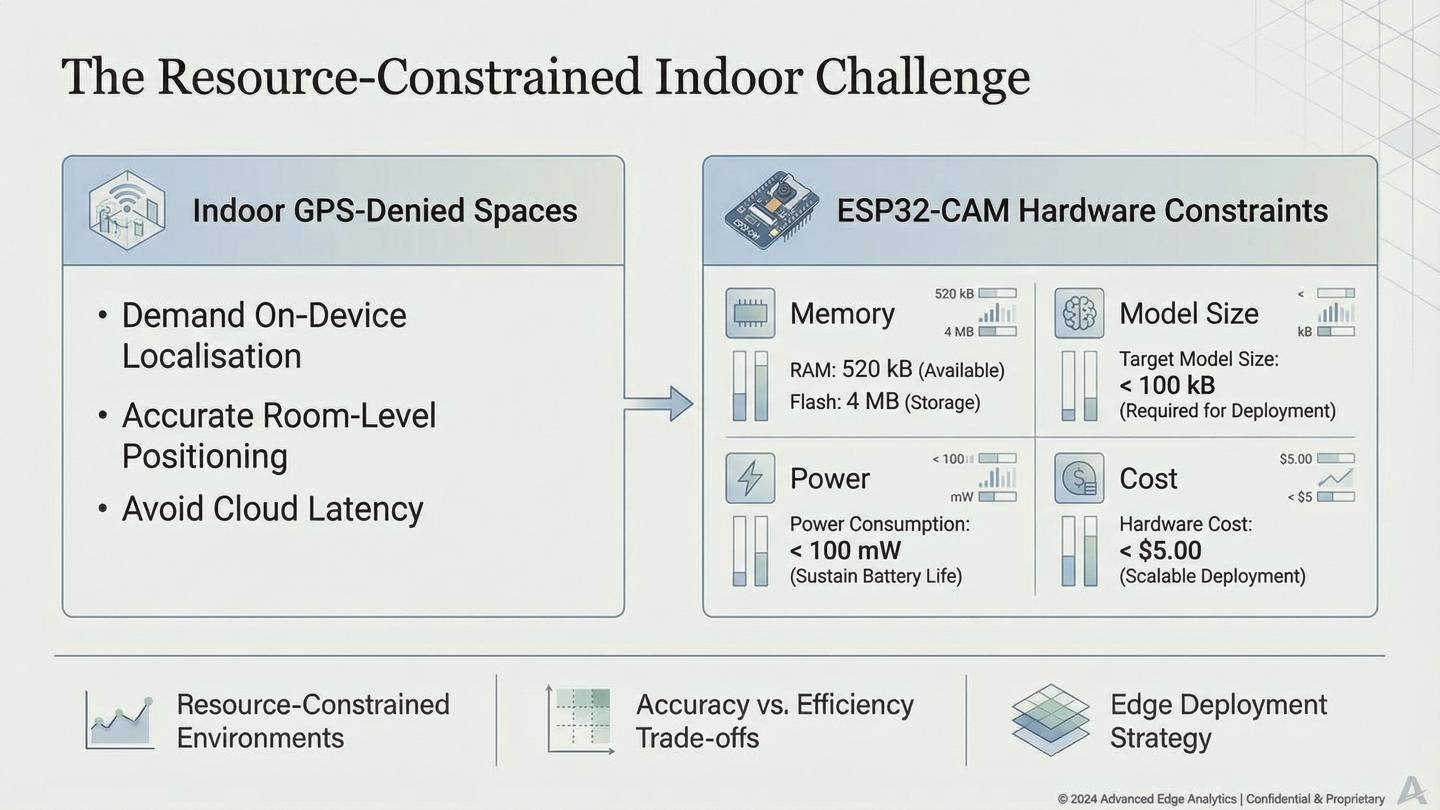 The Resource-Constrained Indoor Challenge
Indoor GPS-Denied Spaces
• Demand On-Device
Localisation
• Accurate Room-Level
Positioning
• Avoid Cloud Latency
ESP32-CAM Hardware Constraints
Memory
520 kB
4 MB
RAM: 520 kB (Available)
Flash: 4 MB (Storage)
Model Size
<
kB
Target Model Size:
< 100 kB
(Required for Deployment)
Power
< 100
mW
Power Consumption:
< 100 mW
(Sustain Battery Life)
Cost
$5.00
< $5
Hardware Cost:
< $5.00
(Scalable Deployment)
Resource-Constrained
Environments
Accuracy vs. Efficiency
Trade-offs
Edge Deployment
Strategy
© 2024 Advanced Edge Analytics | Confidential & Proprietary